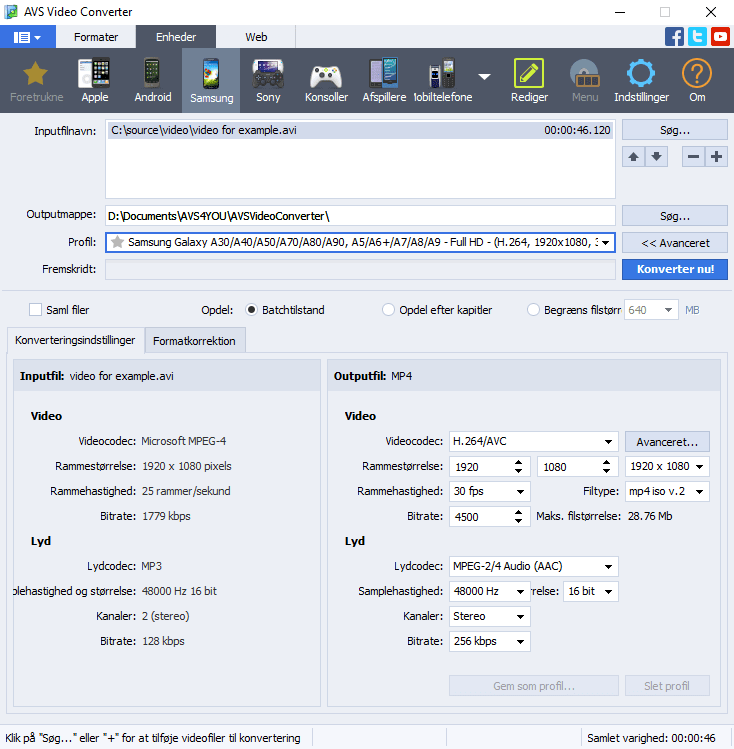 AVS Video Converter
Formater Enheder Web
Foretrukne Apple Android Samsung Sony Konsoller Afspillere lobiltelefone Rediger Menu Indstillinger Om
Inputfilnavn: C:\source\video\video for example.avi 00:00:46.120 Søg...
Outputmappe: D:\Documents\AVS4YOU\AVSVideoConverter\ Søg...
Profil: Samsung Galaxy A30/A40/A50/A70/A80/A90, A5/A6+/A7/A8/A9 - Full HD - (H.264, 1920x1080, << Avanceret
Fremskridt: Konverter nu!
Saml filer Opdel: Batchtilstand Opdel efter kapitler Begræns filstørr 640 MB
Konverteringsindstillinger Formatkorrektion
Inputfil: video for example.avi Outputfil: MP4
Video Video
Videocodec: Microsoft MPEG-4 Videocodec: H.264/AVC Avanceret...
Rammestørrelse: 1920 x 1080 pixels Rammestørrelse: 1920 1080 1920 x 1080
Rammehastighed: 25 rammer/sekund Rammehastighed: 30 fps Filtype: mp4 iso v.2
Bitrate: 1779 kbps Bitrate: 4500 Maks. filstørrelse: 28.76 Mb
Lyd Lyd
Lydcodec: MP3 Lydcodec: MPEG-2/4 Audio (AAC)
plehastighed og størrelse: 48000 Hz 16 bit Samplehastighed: 48000 Hz rrelse: 16 bit
Kanaler: 2 (stereo) Kanaler: Stereo
Bitrate: 128 kbps Bitrate: 256 kbps
Gem som profil... Slet profil
Klik på "Søg..." eller "+" for at tilføje videofiler til konvertering Samlet varighed: 00:00:46